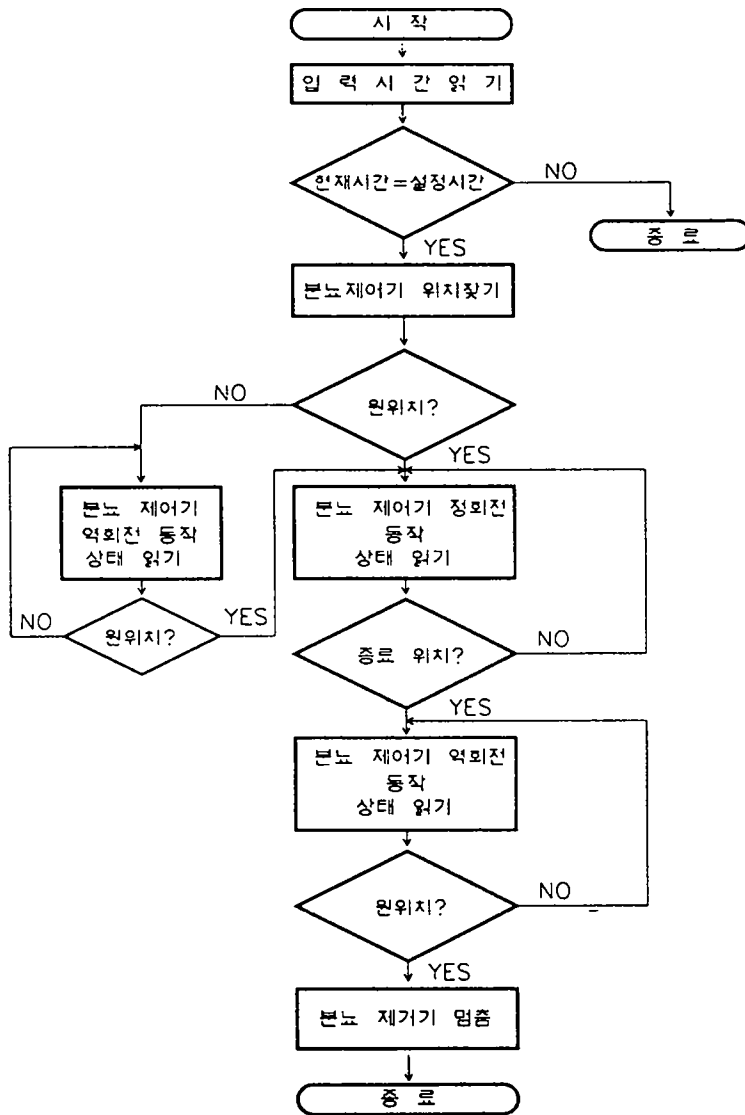 시 작
입 력 시 간 읽 기
현재시간=설정시간
NO
종 료
YES
분뇨제어기 위치찾기
NO
원위치?
YES
분뇨 제어기
역회전 동작
상태 읽기
분뇨 제어기 정회전
동작
상태 읽기
NO
원위치?
YES
종료 위치?
NO
YES
분뇨 제어기 역회전
동작
상태 읽기
원위치?
NO
YES
분뇨 제거기 멈춤
종 료